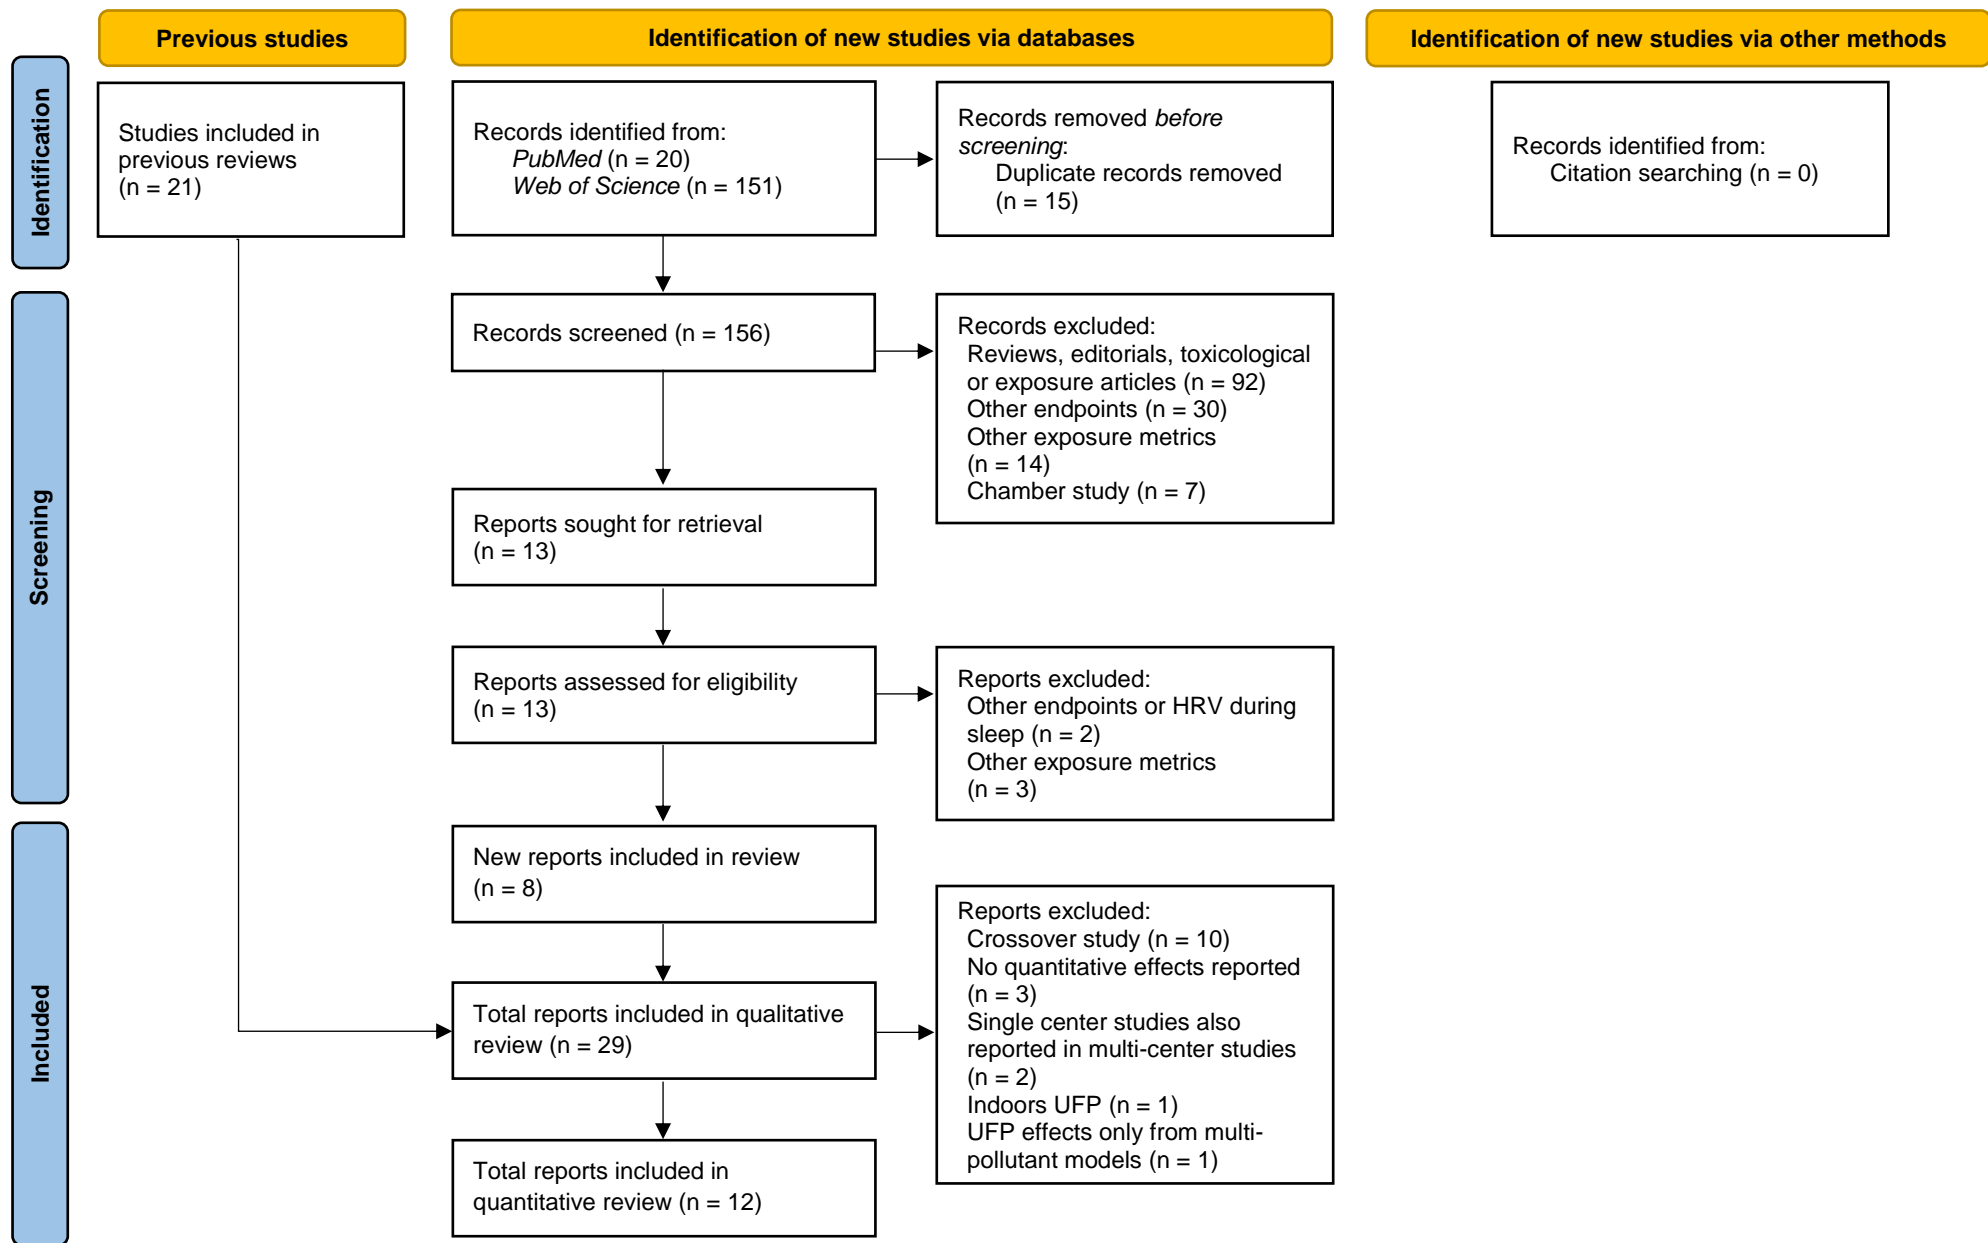 Previous studies
Identification of new studies via databases
Identification of new studies via other methods
Identification
Studies included in
previous reviews
(n = 21)
Records identified from:
PubMed (n = 20)
Web of Science (n = 151)
Records removed before
screening:
Duplicate records removed
(n = 15)
Records identified from:
Citation searching (n = 0)
Screening
Records screened (n = 156)
Records excluded:
Reviews, editorials, toxicological
or exposure articles (n = 92)
Other endpoints (n = 30)
Other exposure metrics
(n = 14)
Chamber study (n = 7)
Reports sought for retrieval
(n = 13)
Reports assessed for eligibility
(n = 13)
Reports excluded:
Other endpoints or HRV during
sleep (n = 2)
Other exposure metrics
(n = 3)
Included
New reports included in review
(n = 8)
Total reports included in qualitative
review (n = 29)
Reports excluded:
Crossover study (n = 10)
No quantitative effects reported
(n = 3)
Single center studies also
reported in multi-center studies
(n = 2)
Indoors UFP (n = 1)
UFP effects only from multi-
pollutant models (n = 1)
Total reports included in
quantitative review (n = 12)